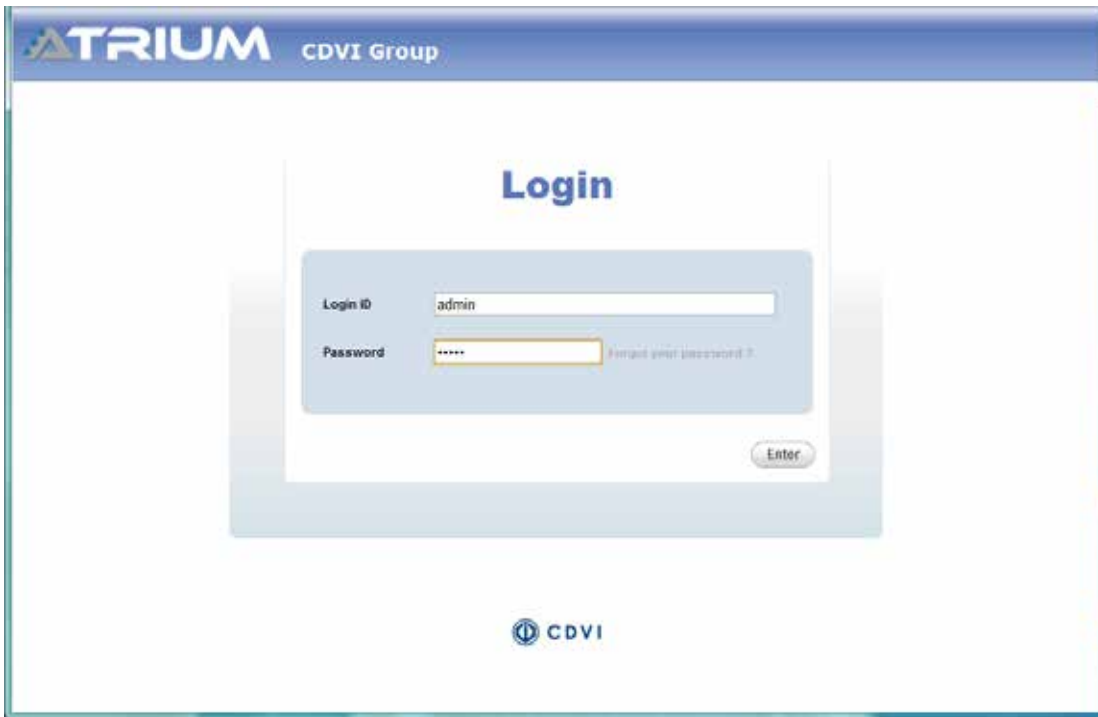 ATRIUM CDVI Group
Login
Login ID admin
Password ••••• Forgot your password ?
Enter
CDVI